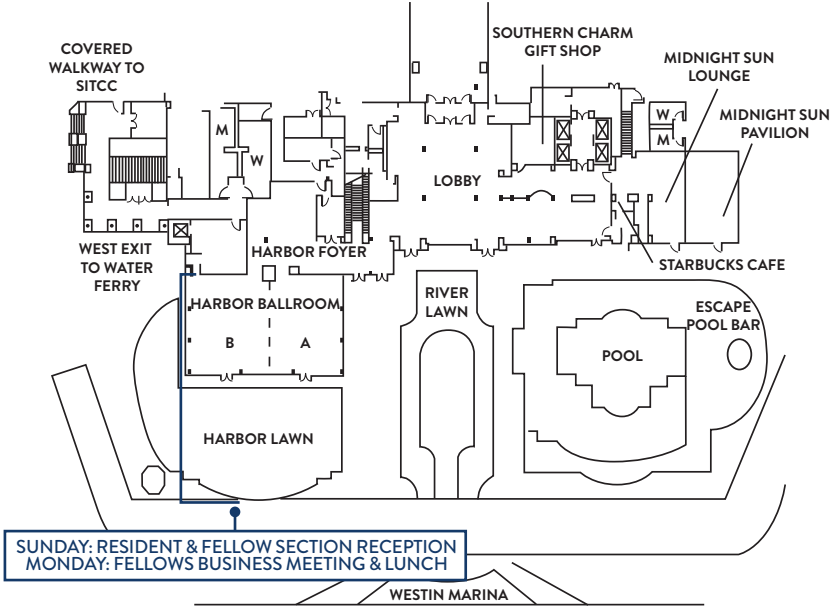 SOUTHERN CHARM
GIFT SHOP
COVERED
WALKWAY TO
SITCC
MIDNIGHT SUN
LOUNGE
MIDNIGHT SUN
PAVILION
M
W
W
M
LOBBY
WEST EXIT
TO WATER
FERRY
HARBOR FOYER
STARBUCKS CAFE
HARBOR BALLROOM
B
A
RIVER
LAWN
ESCAPE
POOL BAR
POOL
HARBOR LAWN
SUNDAY: RESIDENT & FELLOW SECTION RECEPTION
MONDAY: FELLOWS BUSINESS MEETING & LUNCH
WESTIN MARINA